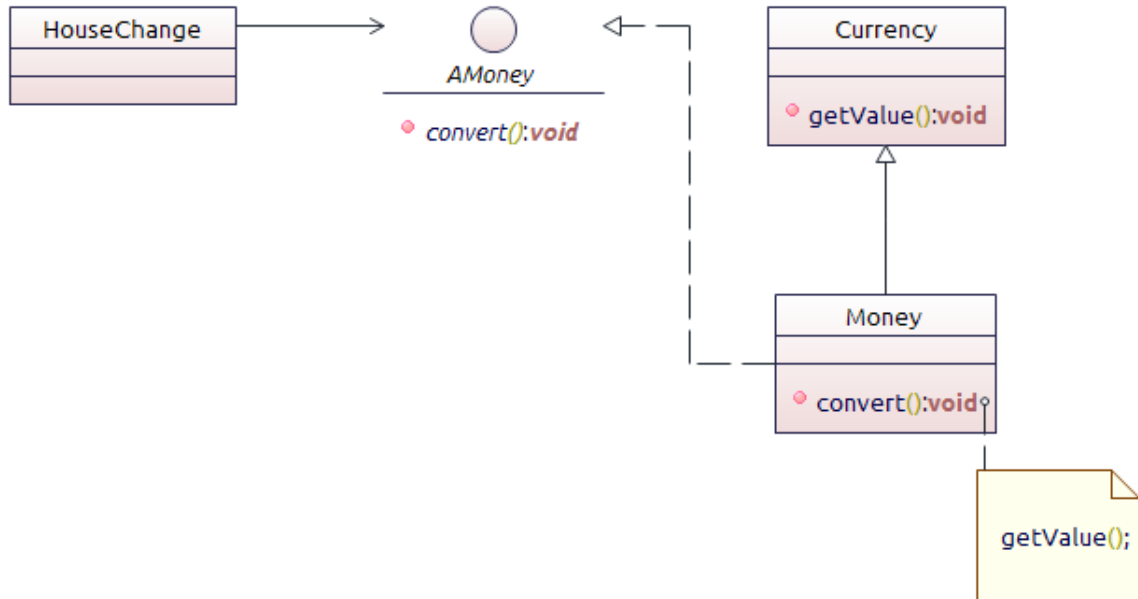 HouseChange
AMoney
convert():void
Currency
getValue():void
Money
convert():void
getValue();